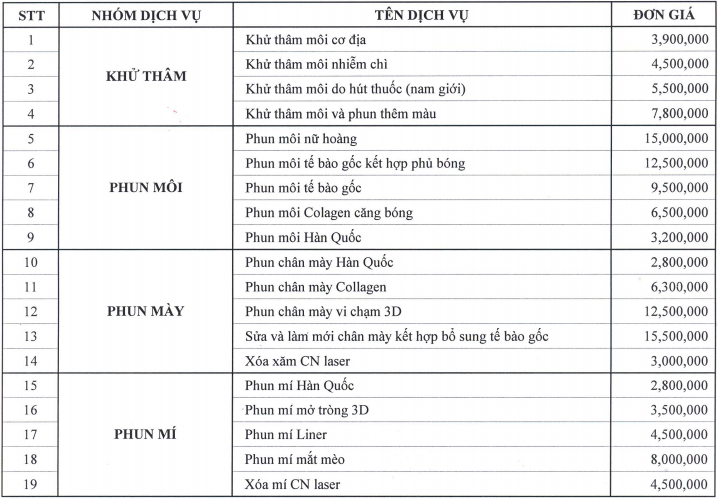 STT NHÓM DỊCH VỤ TÊN DỊCH VỤ ĐƠN GIÁ
1 KHỬ THÂM Khử thâm môi cơ địa 3,900,000
2 Khử thâm môi nhiễm chì 4,500,000
3 Khử thâm môi do hút thuốc (nam giới) 5,500,000
4 Khử thâm môi và phun thêm màu 7,800,000
5 PHUN MÔI Phun môi nữ hoàng 15,000,000
6 Phun môi tế bào gốc kết hợp phủ bóng 12,500,000
7 Phun môi tế bào gốc 9,500,000
8 Phun môi Colagen căng bóng 6,500,000
9 Phun môi Hàn Quốc 3,200,000
10 PHUN MÀY Phun chân mày Hàn Quốc 2,800,000
11 Phun chân mày Collagen 6,300,000
12 Phun chân mày vi chạm 3D 12,500,000
13 Sửa và làm mới chân mày kết hợp bổ sung tế bào gốc 15,500,000
14 Xóa xăm CN laser 3,000,000
15 PHUN MÍ Phun mí Hàn Quốc 2,800,000
16 Phun mí mở tròng 3D 3,500,000
17 Phun mí Liner 4,500,000
18 Phun mí mắt mèo 8,000,000
19 Xóa mí CN laser 4,500,000